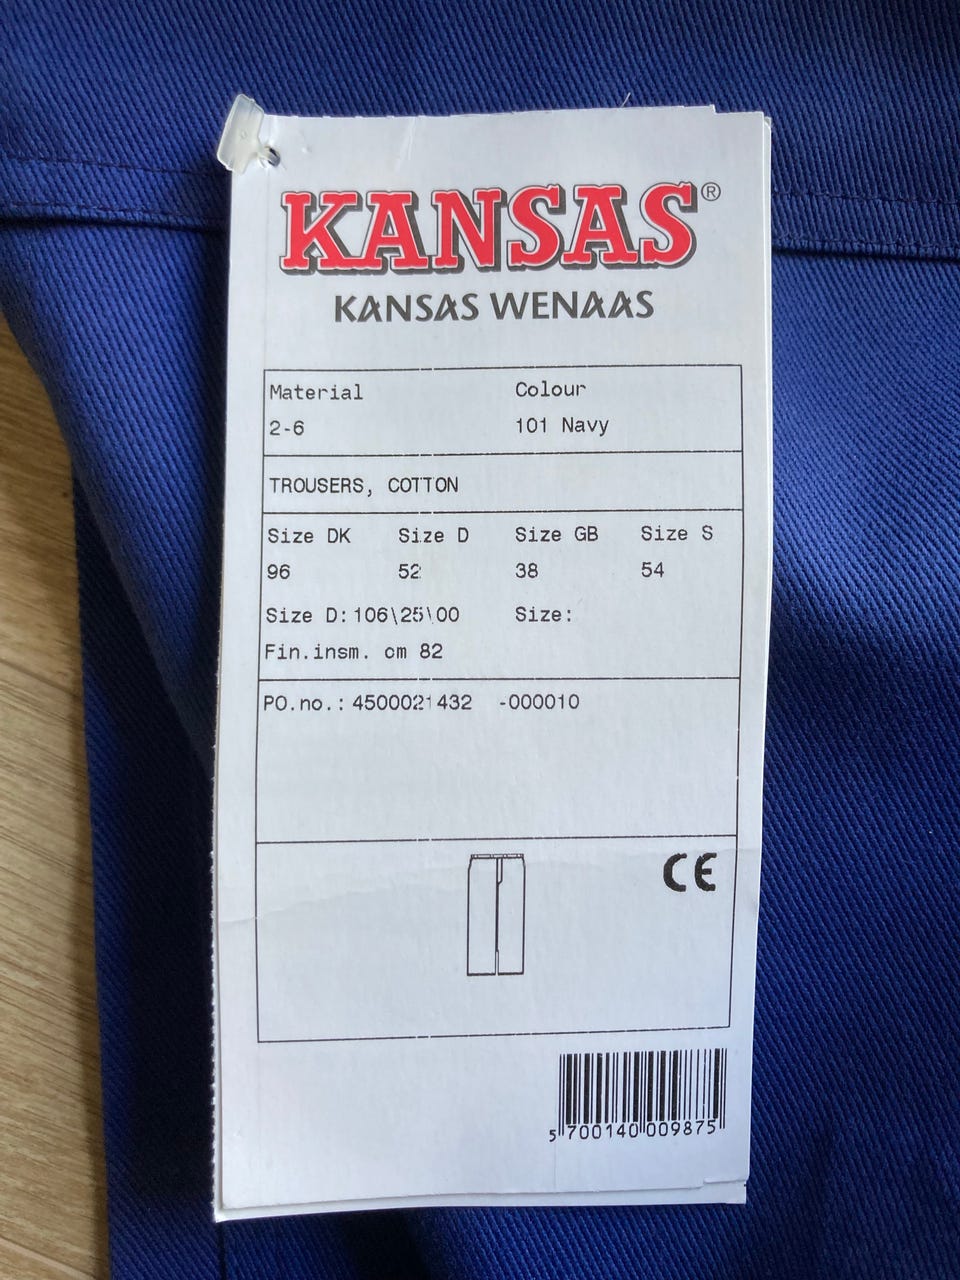 KANSAS®
KANSAS WENAAS
Material Colour
2-6 101 Navy
TROUSERS, COTTON
Size DK Size D Size GB Size S
96 52 38 54
Size D: 106\25\00 Size:
Fin.insm. cm 82
PO.no.: 4500021432 -000010
CE
5 700140 009875